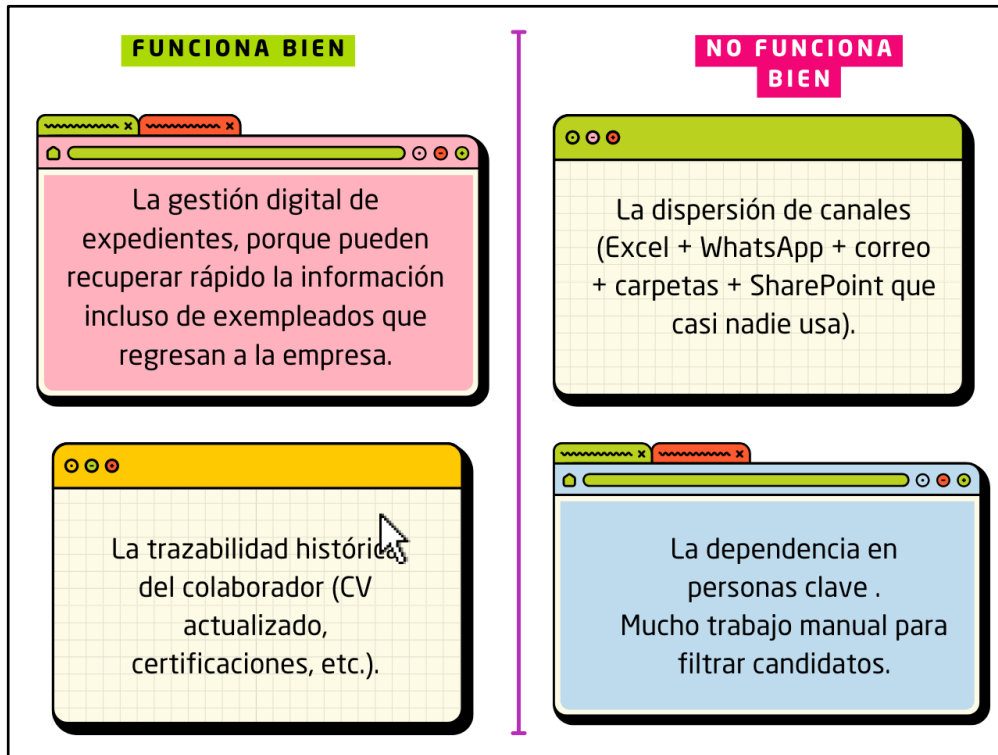 FUNCIONA BIEN
La gestión digital de
expedientes, porque pueden
recuperar rápido la información
incluso de exempleados que
regresan a la empresa.
La trazabilidad histórica
del colaborador (CV
actualizado,
certificaciones, etc.).
NO FUNCIONA
BIEN
La dispersión de canales
(Excel + WhatsApp + correo
+ carpetas + SharePoint que
casi nadie usa).
La dependencia en
personas clave .
Mucho trabajo manual para
filtrar candidatos.